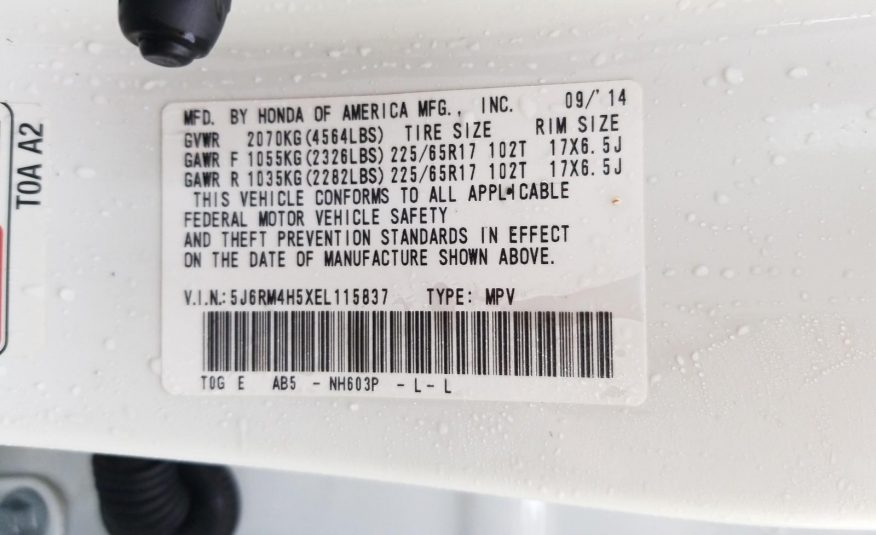 MFD. BY HONDA OF AMERICA MFG., INC. 09/'14
GVWR 2070KG(4564LBS) TIRE SIZE RIM SIZE
GAWR F 1055KG(2326LBS) 225/65R17 102T 17X6.5J
GAWR R 1035KG(2282LBS) 225/65R17 102T 17X6.5J
THIS VEHICLE CONFORMS TO ALL APPLICABLE
FEDERAL MOTOR VEHICLE SAFETY
AND THEFT PREVENTION STANDARDS IN EFFECT
ON THE DATE OF MANUFACTURE SHOWN ABOVE.
V.I.N.: 5J6RM4H5XEL115837 TYPE: MPV
T0G E AB5 - NH603P - L - L
T0A A2